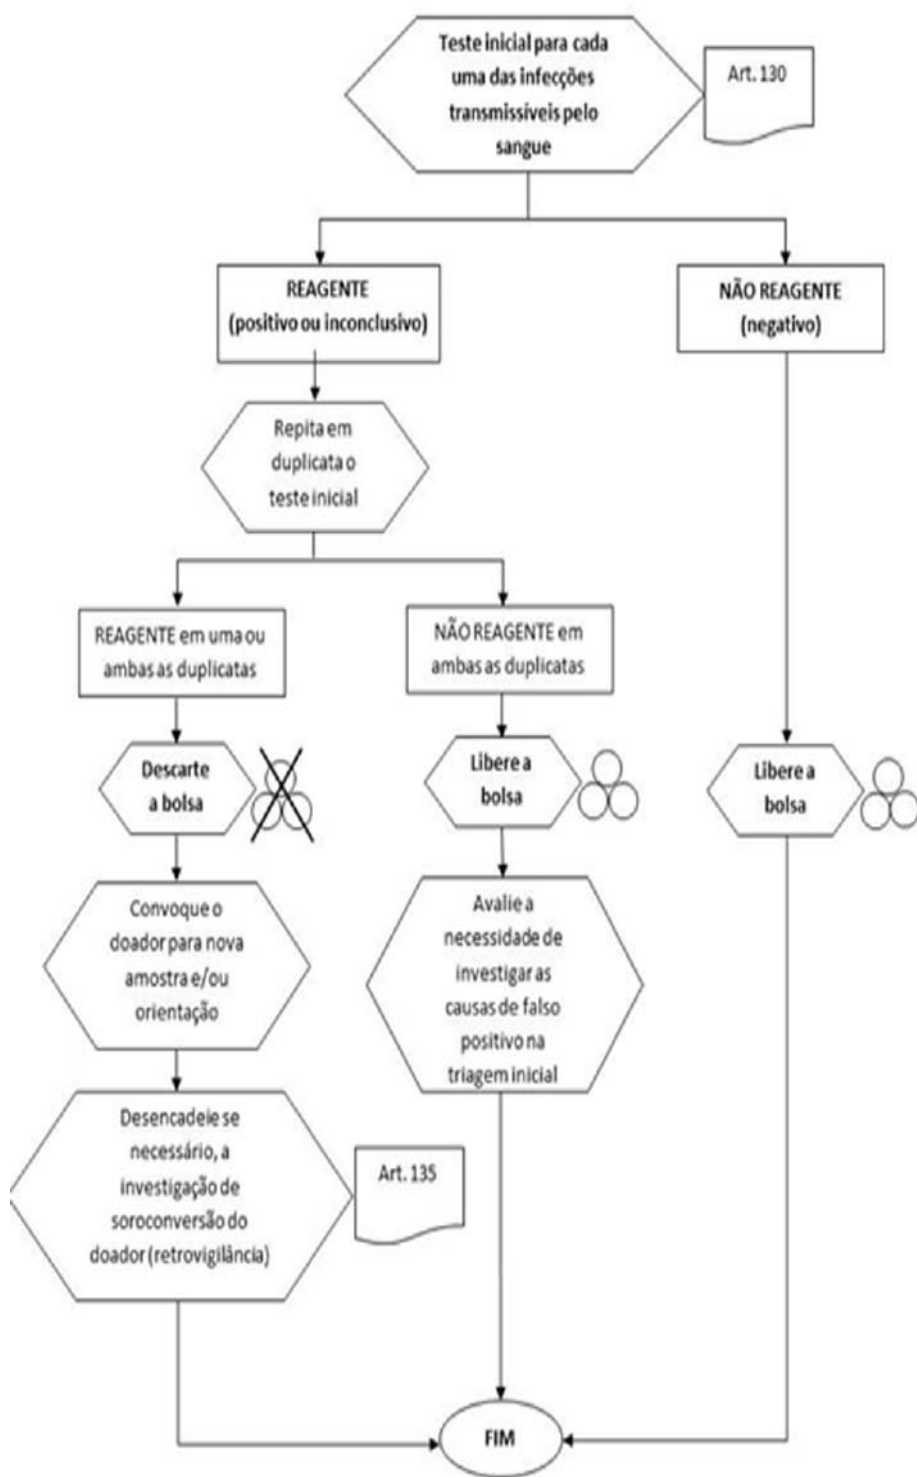 Teste inicial para cada
uma das infecções
transmissíveis pelo
sangue
Art. 130
REAGENTE
(positivo ou inconclusivo)
NÃO REAGENTE
(negativo)
Repita em
duplicata o
teste inicial
REAGENTE em uma ou
ambas as duplicatas
NÃO REAGENTE em
ambas as duplicatas
Descarte
a bolsa
Libere a
bolsa
Libere a
bolsa
Convoque o
doador para nova
amostra e/ou
orientação
Avalie a
necessidade de
investigar as
causas de falso
positivo na
triagem inicial
Desencadeie se
necessário, a
investigação de
soroconversão do
doador (retrovigilância)
Art. 135
FIM